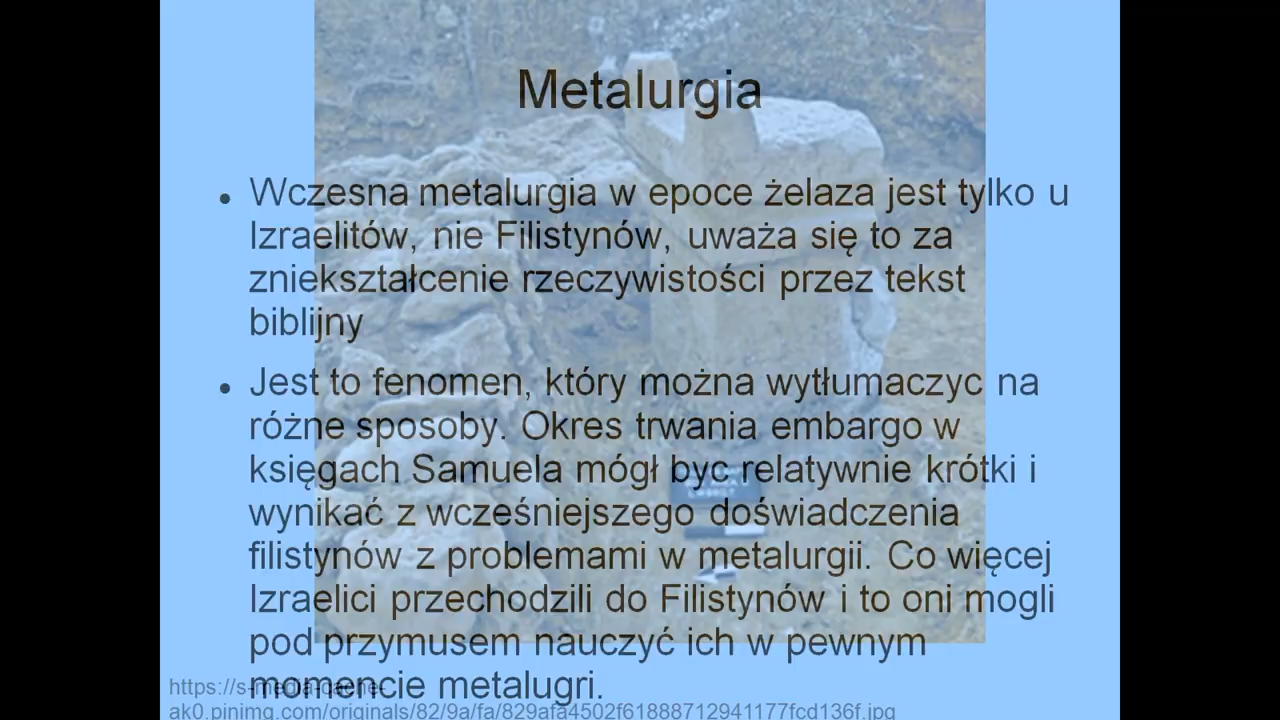 Metalurgia
• Wczesna metalurgia w epoce żelaza jest tylko u
Izraelitów, nie Filistynów, uważa się to za
zniekształcenie rzeczywistości przez tekst
biblijny
• Jest to fenomen, który można wytłumaczyc na
różne sposoby. Okres trwania embargo w
księgach Samuela mógł byc relatywnie krótki i
wynikać z wcześniejszego doświadczenia
filistynów z problemami w metalurgii. Co więcej
Izraelici przechodzili do Filistynów i to oni mogli
pod przymusem nauczyć ich w pewnym
momencie metalugri.
https://s-media-cache-
ak0.pinimg.com/originals/82/9a/fa/829afa4502f61888712941177fcd136f.jpg